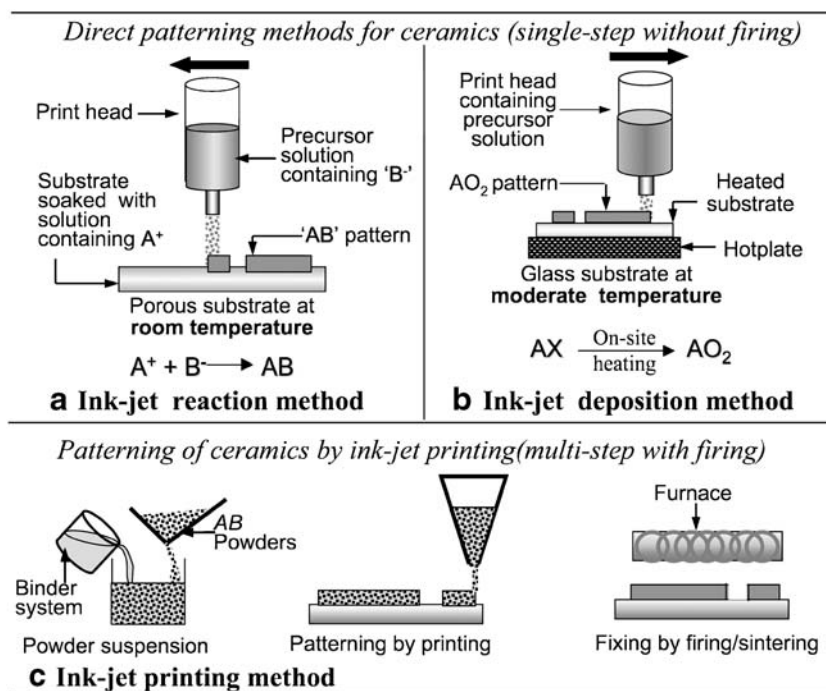 Direct patterning methods for ceramics (single-step without firing)
Print head
Precursor
solution
containing 'B-'
Substrate
soaked with
solution
containing A+
'AB' pattern
Porous substrate at
room temperature
A+ + B- → AB
a Ink-jet reaction method
Print head
containing
precursor
solution
AO2 pattern
Heated
substrate
Hotplate
Glass substrate at
moderate temperature
AX On-site heating → AO2
b Ink-jet deposition method
Patterning of ceramics by ink-jet printing(multi-step with firing)
AB
Powders
Binder
system
Powder suspension
Patterning by printing
Furnace
Fixing by firing/sintering
c Ink-jet printing method